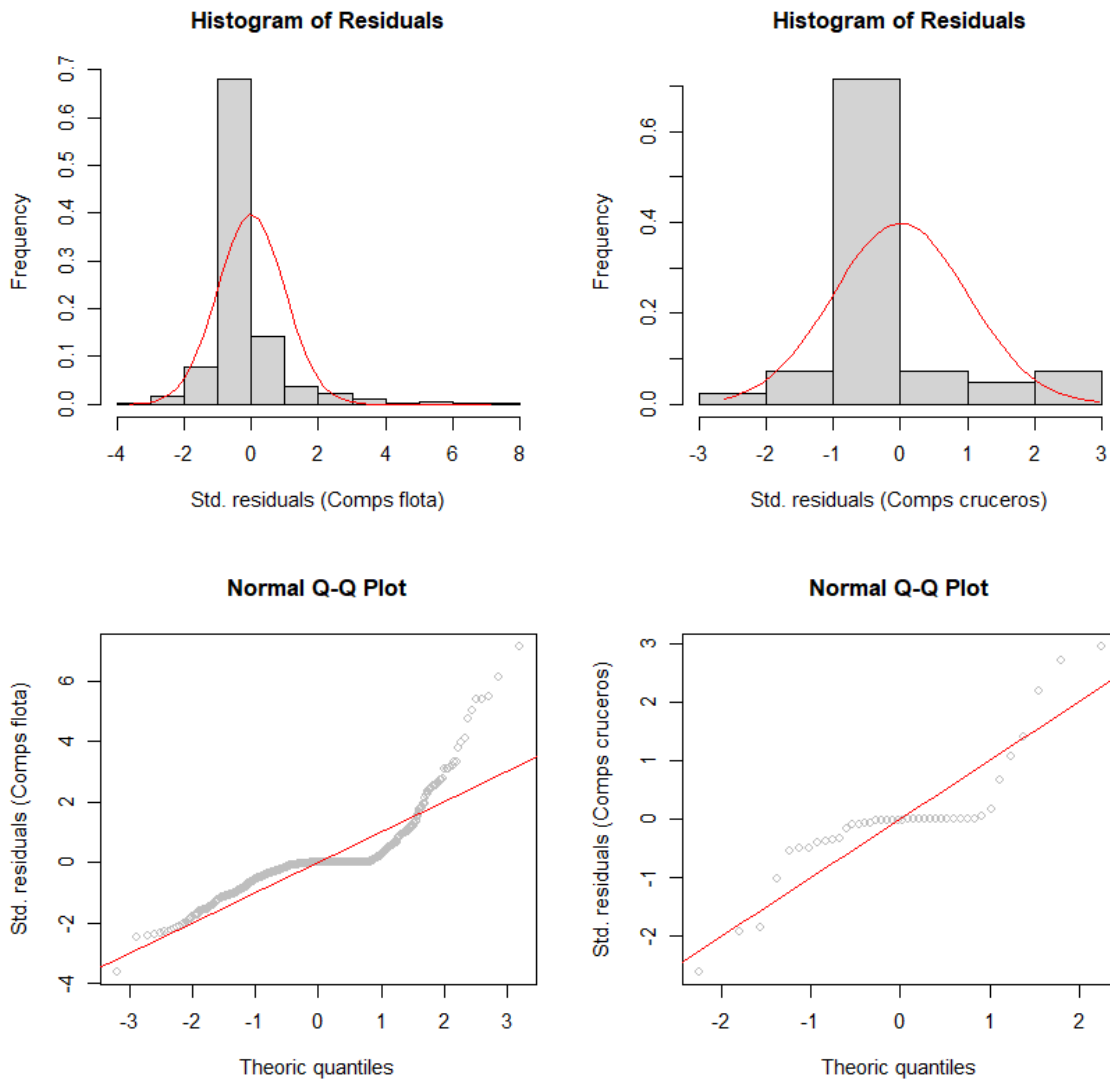 Histogram of Residuals
Frequency
0.0 0.1 0.2 0.3 0.4 0.5 0.6 0.7
-4 -2 0 2 4 6 8
Std. residuals (Comps flota)
Histogram of Residuals
Frequency
0.0 0.2 0.4 0.6
-3 -2 -1 0 1 2 3
Std. residuals (Comps cruceros)
Normal Q-Q Plot
Std. residuals (Comps flota)
-4 -2 0 2 4 6
-3 -2 -1 0 1 2 3
Theoric quantiles
Normal Q-Q Plot
Std. residuals (Comps cruceros)
-2 -1 0 1 2 3
-2 -1 0 1 2
Theoric quantiles